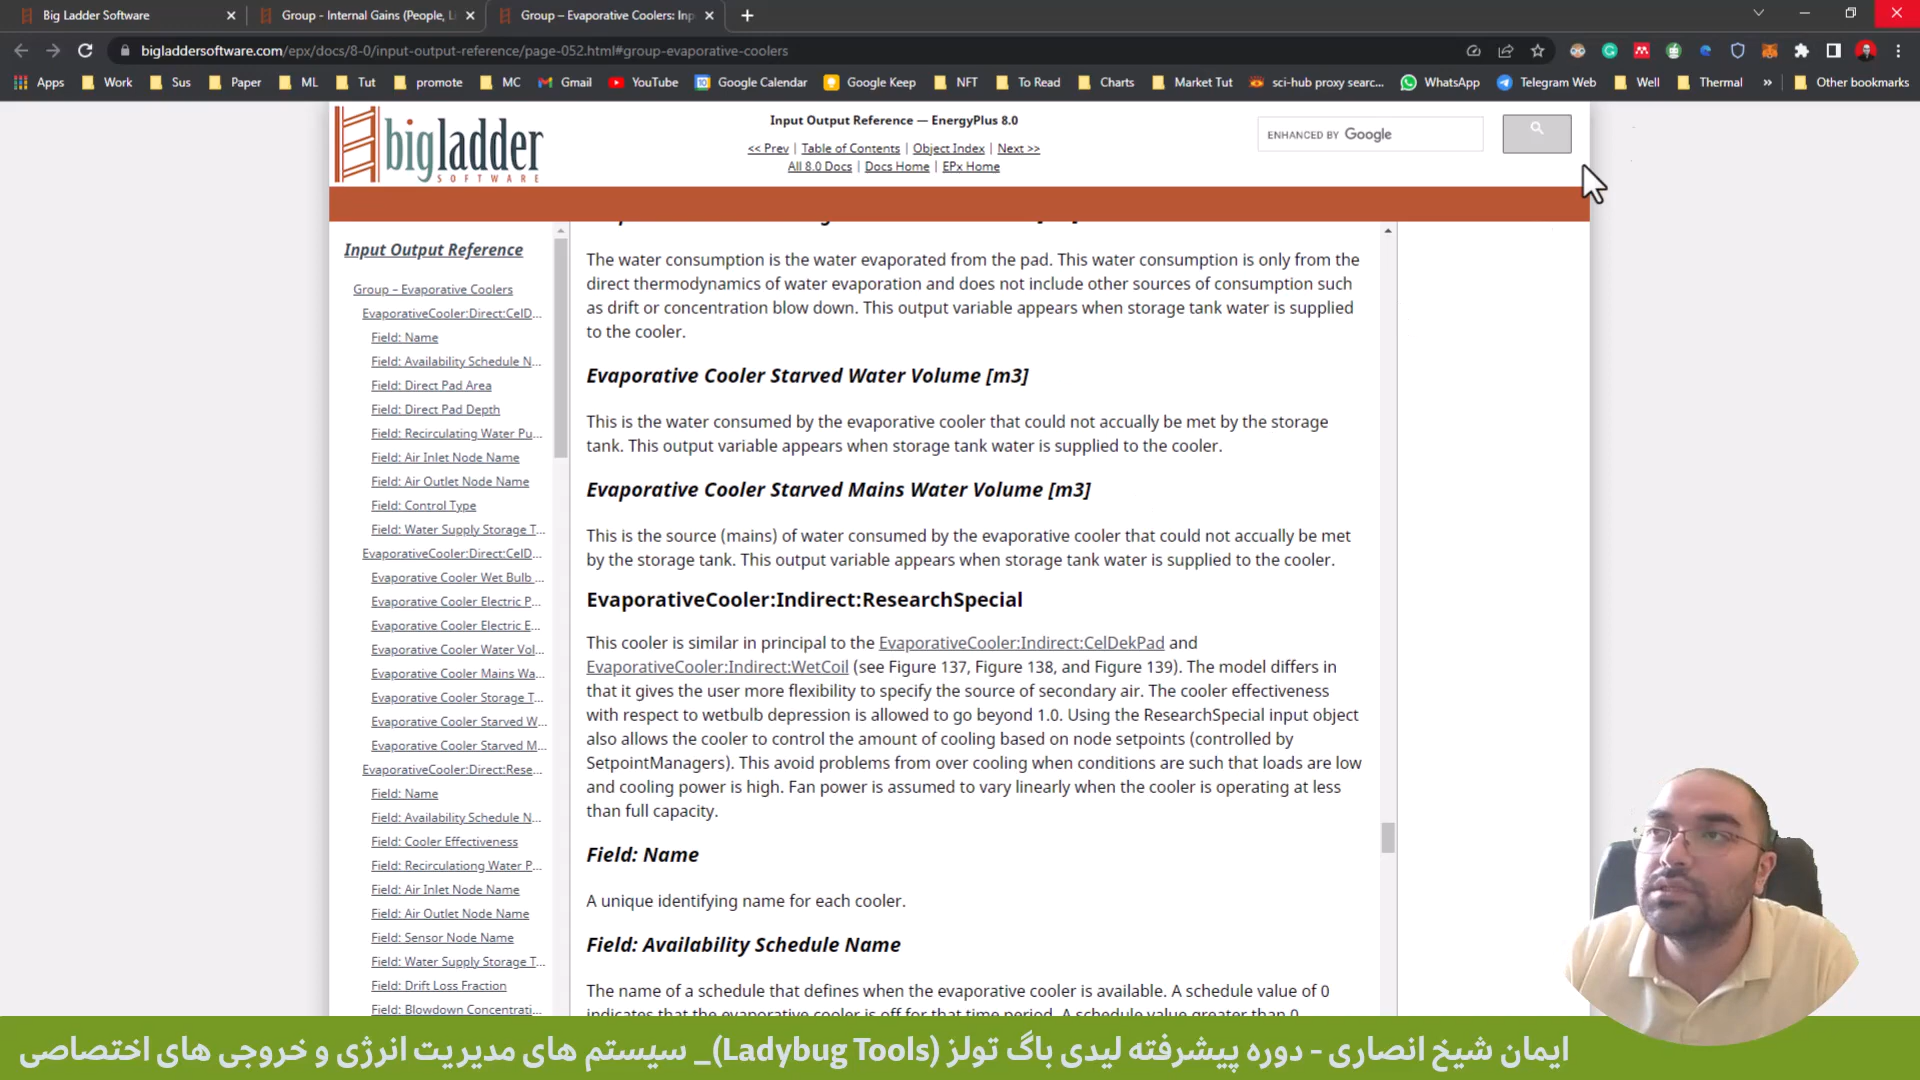 Big Ladder Software
Group - Internal Gains (People, L
Group – Evaporative Coolers: Inp
bigladdersoftware.com/epx/docs/8-0/input-output-reference/page-052.html#group-evaporative-coolers
Apps Work Sus Paper ML Tut promote MC Gmail YouTube Google Calendar Google Keep NFT To Read Charts Market Tut sci-hub proxy searc... WhatsApp Telegram Web Well Thermal » Other bookmarks
bigladder
SOFTWARE
Input Output Reference — EnergyPlus 8.0
<< Prev | Table of Contents | Object Index | Next >>
All 8.0 Docs | Docs Home | EPx Home
ENHANCED BY Google
Input Output Reference
Group – Evaporative Coolers
EvaporativeCooler:Direct:CelD...
Field: Name
Field: Availability Schedule N...
Field: Direct Pad Area
Field: Direct Pad Depth
Field: Recirculating Water Pu...
Field: Air Inlet Node Name
Field: Air Outlet Node Name
Field: Control Type
Field: Water Supply Storage T...
EvaporativeCooler:Direct:CelD...
Evaporative Cooler Wet Bulb ...
Evaporative Cooler Electric P...
Evaporative Cooler Electric E...
Evaporative Cooler Water Vol...
Evaporative Cooler Mains Wa...
Evaporative Cooler Storage T...
Evaporative Cooler Starved W...
Evaporative Cooler Starved M...
EvaporativeCooler:Direct:Rese...
Field: Name
Field: Availability Schedule N...
Field: Cooler Effectiveness
Field: Recirculationg Water P...
Field: Air Inlet Node Name
Field: Air Outlet Node Name
Field: Sensor Node Name
Field: Water Supply Storage T...
Field: Drift Loss Fraction
Field: Blowdown Concentrati...
The water consumption is the water evaporated from the pad. This water consumption is only from the
direct thermodynamics of water evaporation and does not include other sources of consumption such
as drift or concentration blow down. This output variable appears when storage tank water is supplied
to the cooler.
Evaporative Cooler Starved Water Volume [m3]
This is the water consumed by the evaporative cooler that could not accually be met by the storage
tank. This output variable appears when storage tank water is supplied to the cooler.
Evaporative Cooler Starved Mains Water Volume [m3]
This is the source (mains) of water consumed by the evaporative cooler that could not accually be met
by the storage tank. This output variable appears when storage tank water is supplied to the cooler.
EvaporativeCooler:Indirect:ResearchSpecial
This cooler is similar in principal to the EvaporativeCooler:Indirect:CelDekPad and
EvaporativeCooler:Indirect:WetCoil (see Figure 137, Figure 138, and Figure 139). The model differs in
that it gives the user more flexibility to specify the source of secondary air. The cooler effectiveness
with respect to wetbulb depression is allowed to go beyond 1.0. Using the ResearchSpecial input object
also allows the cooler to control the amount of cooling based on node setpoints (controlled by
SetpointManagers). This avoid problems from over cooling when conditions are such that loads are low
and cooling power is high. Fan power is assumed to vary linearly when the cooler is operating at less
than full capacity.
Field: Name
A unique identifying name for each cooler.
Field: Availability Schedule Name
The name of a schedule that defines when the evaporative cooler is available. A schedule value of 0
indicates that the evaporative cooler is off for that time period. A schedule value greater than 0
ایمان شیخ انصاری - دوره پیشرفته لیدی باگ تولز (Ladybug Tools)_ سیستم های مدیریت انرژی و خروجی های اختصاصی